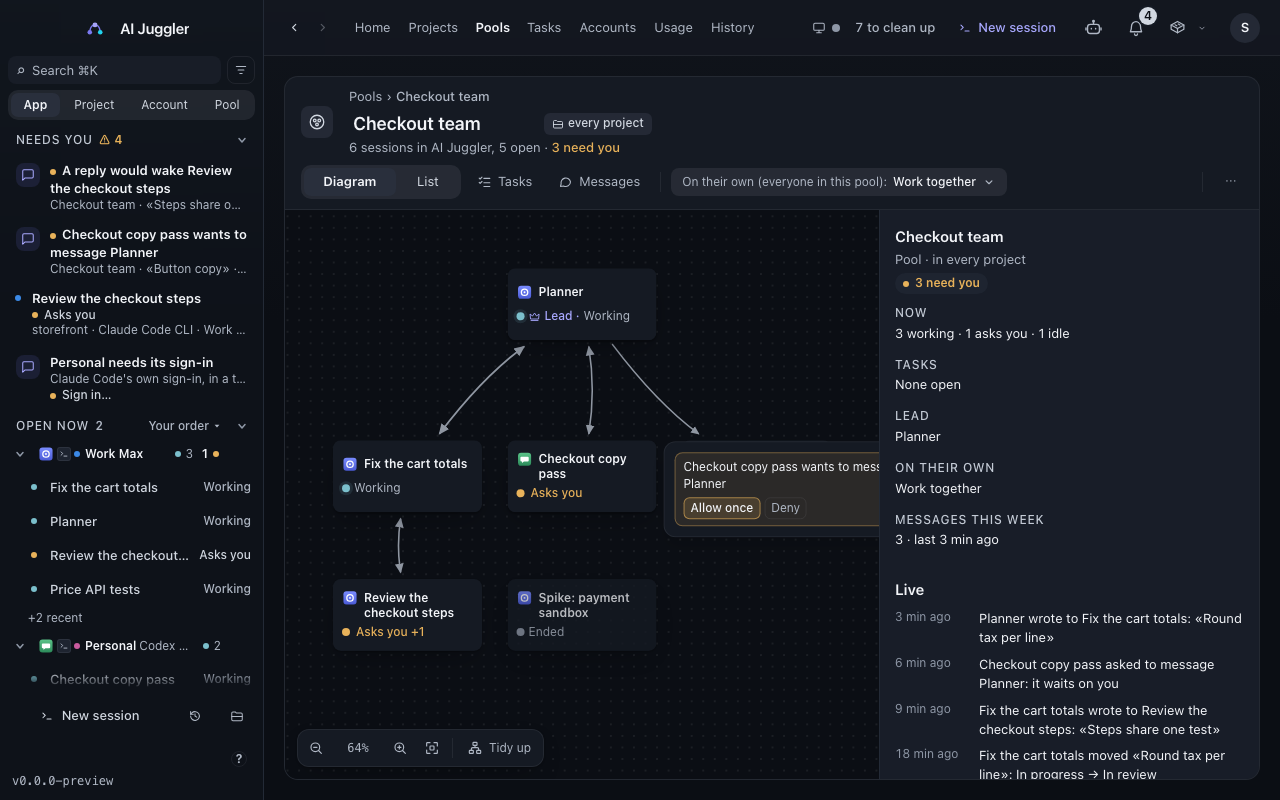 AI Juggler
Search ⌘K
App
Project
Account
Pool
NEEDS YOU 4
A reply would wake Review
the checkout steps
Checkout team · «Steps share o…
Checkout copy pass wants to
message Planner
Checkout team · «Button copy» ·…
Review the checkout steps
Asks you
storefront · Claude Code CLI · Work …
Personal needs its sign-in
Claude Code's own sign-in, in a t…
Sign in…
OPEN NOW 2
Your order
Work Max
3
1
Fix the cart totals
Working
Planner
Working
Review the checkout…
Asks you
Price API tests
Working
+2 recent
Personal Codex …
2
Checkout copy pass
Working
New session
?
v0.0.0-preview
Home
Projects
Pools
Tasks
Accounts
Usage
History
7 to clean up
New session
4
S
Pools › Checkout team
Checkout team
every project
6 sessions in AI Juggler, 5 open · 3 need you
Diagram
List
Tasks
Messages
On their own (everyone in this pool): Work together
…
Planner
Lead · Working
Fix the cart totals
Working
Checkout copy
pass
Asks you
Checkout copy pass wants to mess
Planner
Allow once
Deny
Review the
checkout steps
Asks you +1
Spike: payment
sandbox
Ended
64%
Tidy up
Checkout team
Pool · in every project
3 need you
NOW
3 working · 1 asks you · 1 idle
TASKS
None open
LEAD
Planner
ON THEIR OWN
Work together
MESSAGES THIS WEEK
3 · last 3 min ago
Live
3 min ago
Planner wrote to Fix the cart totals: «Round
tax per line»
6 min ago
Checkout copy pass asked to message
Planner: it waits on you
9 min ago
Fix the cart totals wrote to Review the
checkout steps: «Steps share one test»
18 min ago
Fix the cart totals moved «Round tax per
line»: In progress → In review